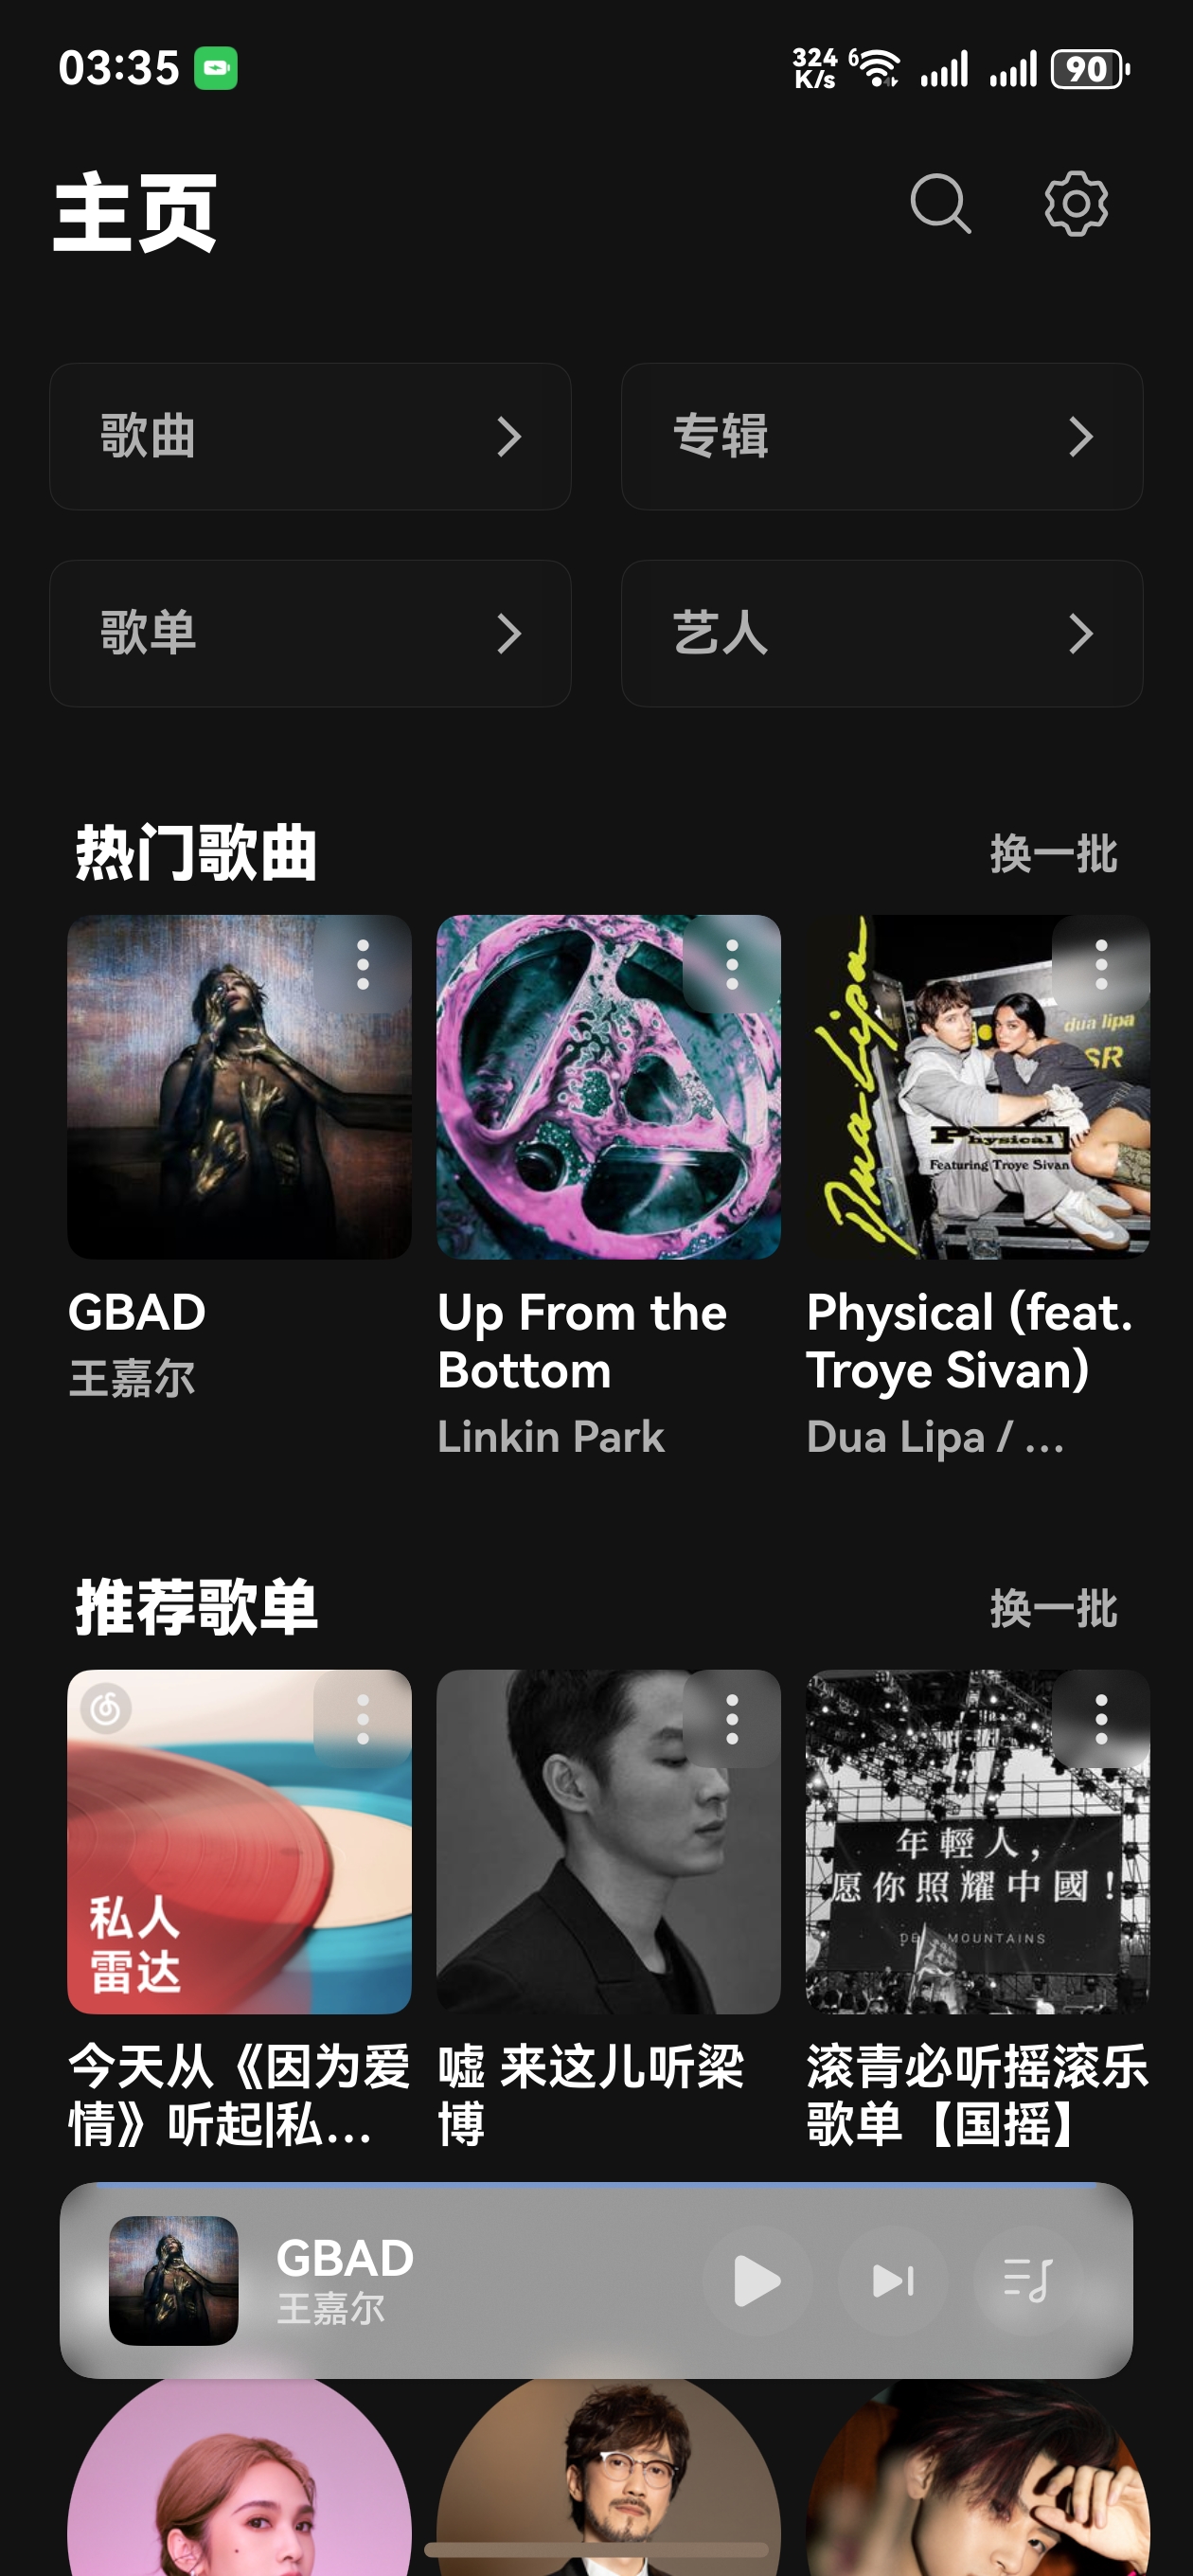 03:35
324
K/s
6
90
主页
歌曲
专辑
歌单
艺人
热门歌曲
换一批
Dua Lipa
dua lipa
SR
Physical
Featuring Troye Sivan
GBAD
王嘉尔
Up From the
Bottom
Linkin Park
Physical (feat.
Troye Sivan)
Dua Lipa / ...
推荐歌单
换一批
私人
雷达
年輕人，
愿你照耀中國！
MOUNTAINS
今天从《因为爱
情》听起|私...
嘘 来这儿听梁
博
滚青必听摇滚乐
歌单【国摇】
GBAD
王嘉尔